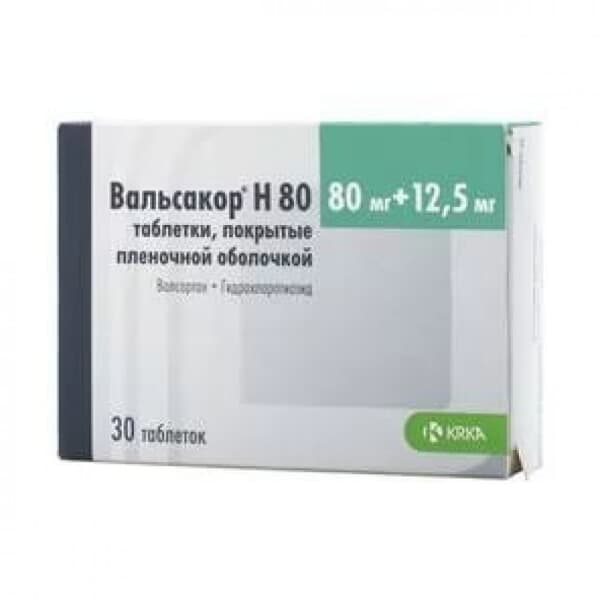 Вальсакор® Н 80
80 мг+12,5 мг
таблетки, покрытые
пленочной оболочкой
Валсартан • Гидрохлоротиазид
30 таблеток
KRKA